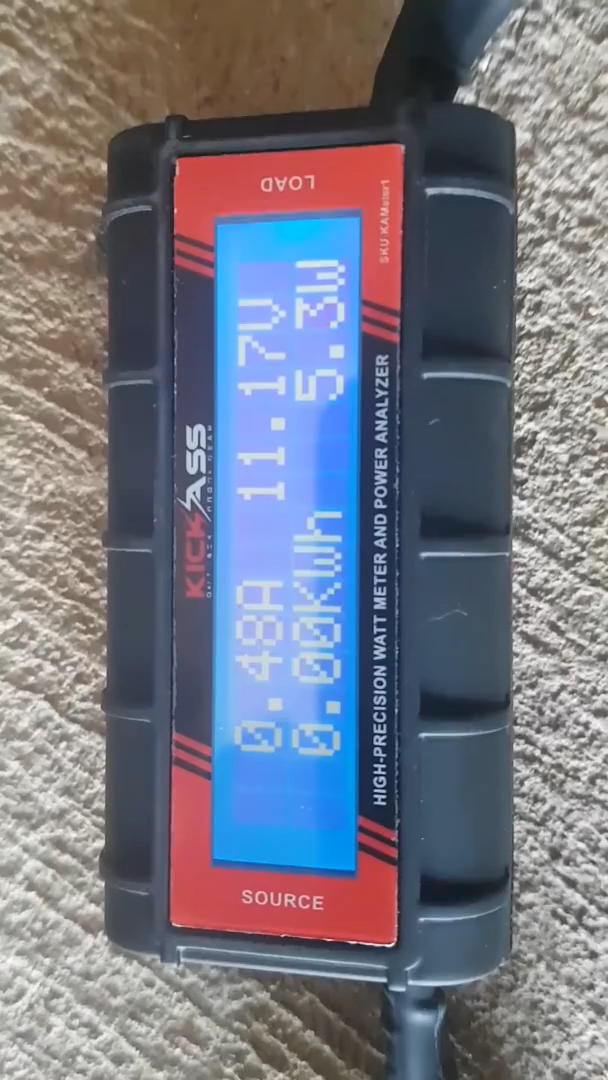 LOAD
SKU KAMeter1
KICKASS
0.48A 11.17V
0.00KWh 5.3W
HIGH-PRECISION WATT METER AND POWER ANALYZER
SOURCE